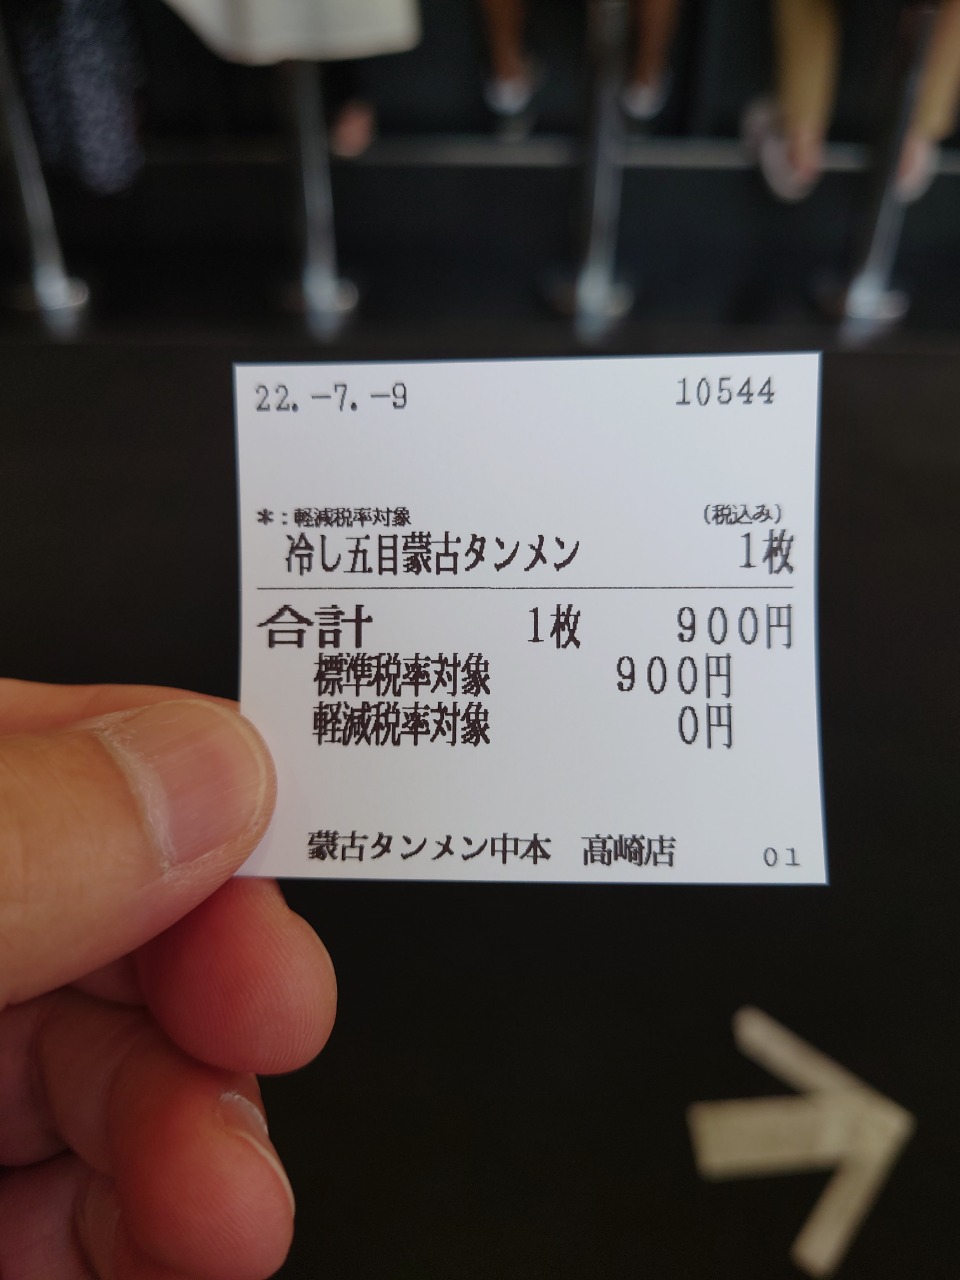 22.-7.-9 10544
*:軽減税率対象 (税込み)
冷し五目蒙古タンメン 1枚
合計 1枚 900円
標準税率対象 900円
軽減税率対象 0円
蒙古タンメン中本 高崎店 01